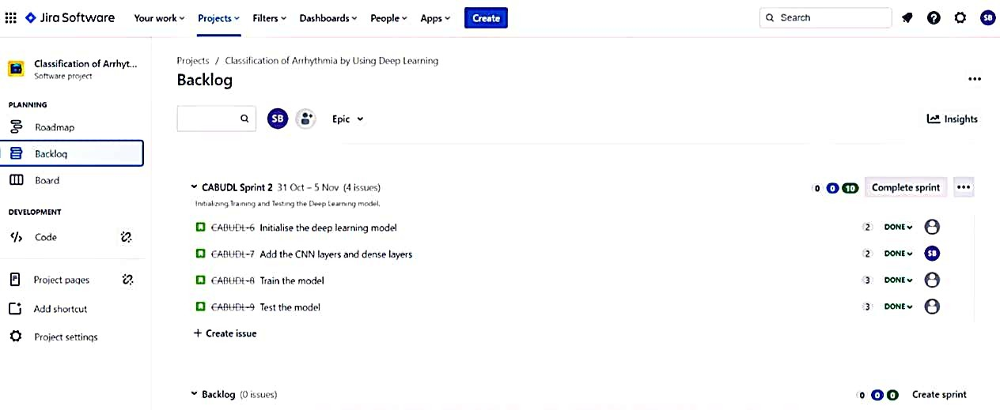 Jira Software Your work Projects Filters Dashboards People Apps Create Search SB
Classification of Arrhyt...
Software project
PLANNING
Roadmap
Backlog
Board
DEVELOPMENT
Code
Project pages
Add shortcut
Project settings
Projects / Classification of Arrhythmia by Using Deep Learning
Backlog
SB Epic Insights
CABUDL Sprint 2 31 Oct – 5 Nov (4 issues) 0 0 10 Complete sprint
Initializing,Training and Testing the Deep Learning model.
CABUDL-6 Initialise the deep learning model 2 DONE
CABUDL-7 Add the CNN layers and dense layers 2 DONE SB
CABUDL-8 Train the model 3 DONE
CABUDL-9 Test the model 3 DONE
+ Create issue
Backlog (0 issues) 0 0 0 Create sprint